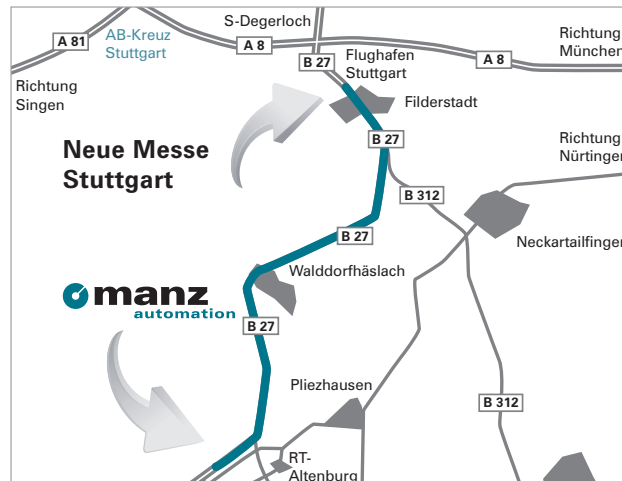 S-Degerloch
A 81
AB-Kreuz
Stuttgart
A 8
B 27
Flughafen
Stuttgart
A 8
Richtung
München
Richtung
Singen
Filderstadt
Neue Messe
Stuttgart
B 27
Richtung
Nürtingen
B 312
B 27
Neckartailfingen
Walddorfhäslach
manz
automation
B 27
Pliezhausen
B 312
RT-
Altenburg